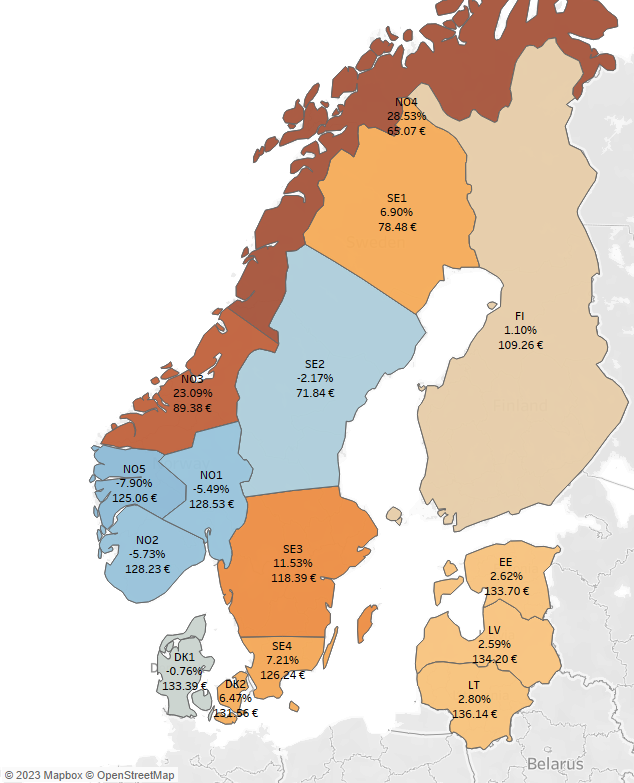 NO4
28.53%
65.07 €
SE1
6.90%
78.48 €
FI
1.10%
109.26 €
SE2
-2.17%
71.84 €
NO3
23.09%
89.38 €
NO5
-7.90%
125.06 €
NO1
-5.49%
128.53 €
NO2
-5.73%
128.23 €
SE3
11.53%
118.39 €
EE
2.62%
133.70 €
LV
2.59%
134.20 €
SE4
7.21%
126.24 €
DK1
-0.76%
133.39 €
DK2
6.47%
131.56 €
LT
2.80%
136.14 €
Belarus
© 2023 Mapbox © OpenStreetMap